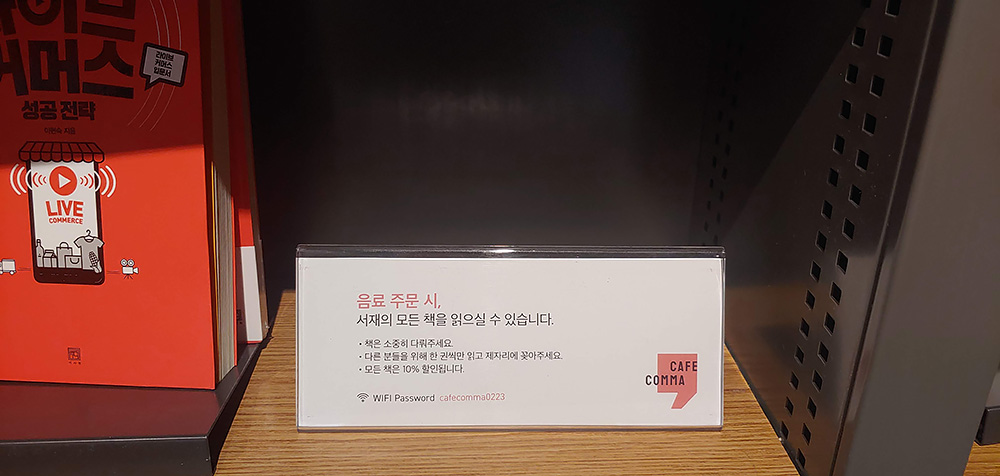 라이브
커머스
라이브
커머스
입문서
성공 전략
LIVE
COMMERCE
음료 주문 시,
서재의 모든 책을 읽으실 수 있습니다.
• 책은 소중히 다뤄주세요.
• 다른 분들을 위해 한 권씩만 읽고 제자리에 꽂아주세요.
• 모든 책은 10% 할인됩니다.
WIFI Password cafecomma0223
CAFE
COMMA